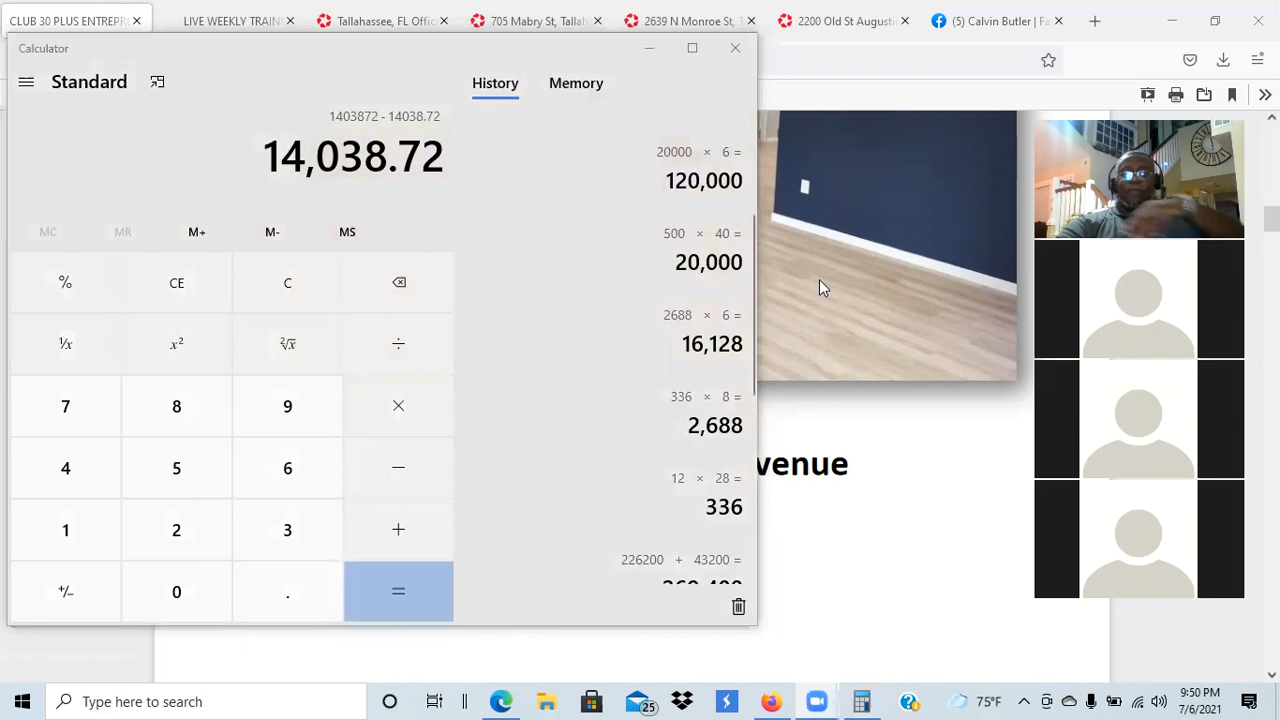 CLUB 30 PLUS ENTREPRE
LIVE WEEKLY TRAINI
Tallahassee, FL Offic
705 Mabry St, Tallah
2639 N Monroe St, T
2200 Old St Augusti
(5) Calvin Butler | Fa
Calculator
Standard
History
Memory
1403872 - 14038.72
14,038.72
MC
MR
M+
M-
MS
%
CE
C
⌫
¹/x
x²
²√x
÷
7
8
9
×
4
5
6
−
1
2
3
+
+/−
0
.
=
20000 × 6 =
120,000
500 × 40 =
20,000
2688 × 6 =
16,128
336 × 8 =
2,688
12 × 28 =
336
226200 + 43200 =
venue
Type here to search
25
75°F
9:50 PM
7/6/2021